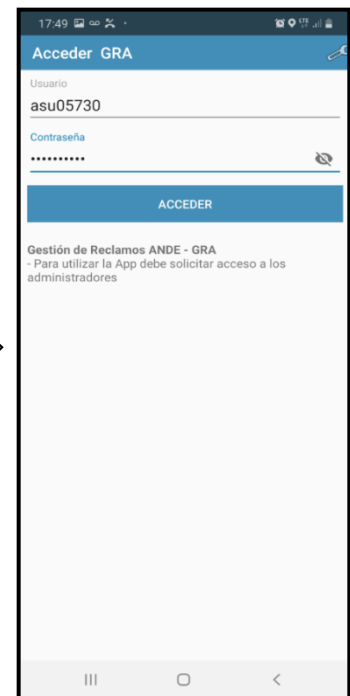 17:49
Acceder GRA
Usuario
asu05730
Contraseña
••••••••••
ACCEDER
Gestión de Reclamos ANDE - GRA
- Para utilizar la App debe solicitar acceso a los
administradores